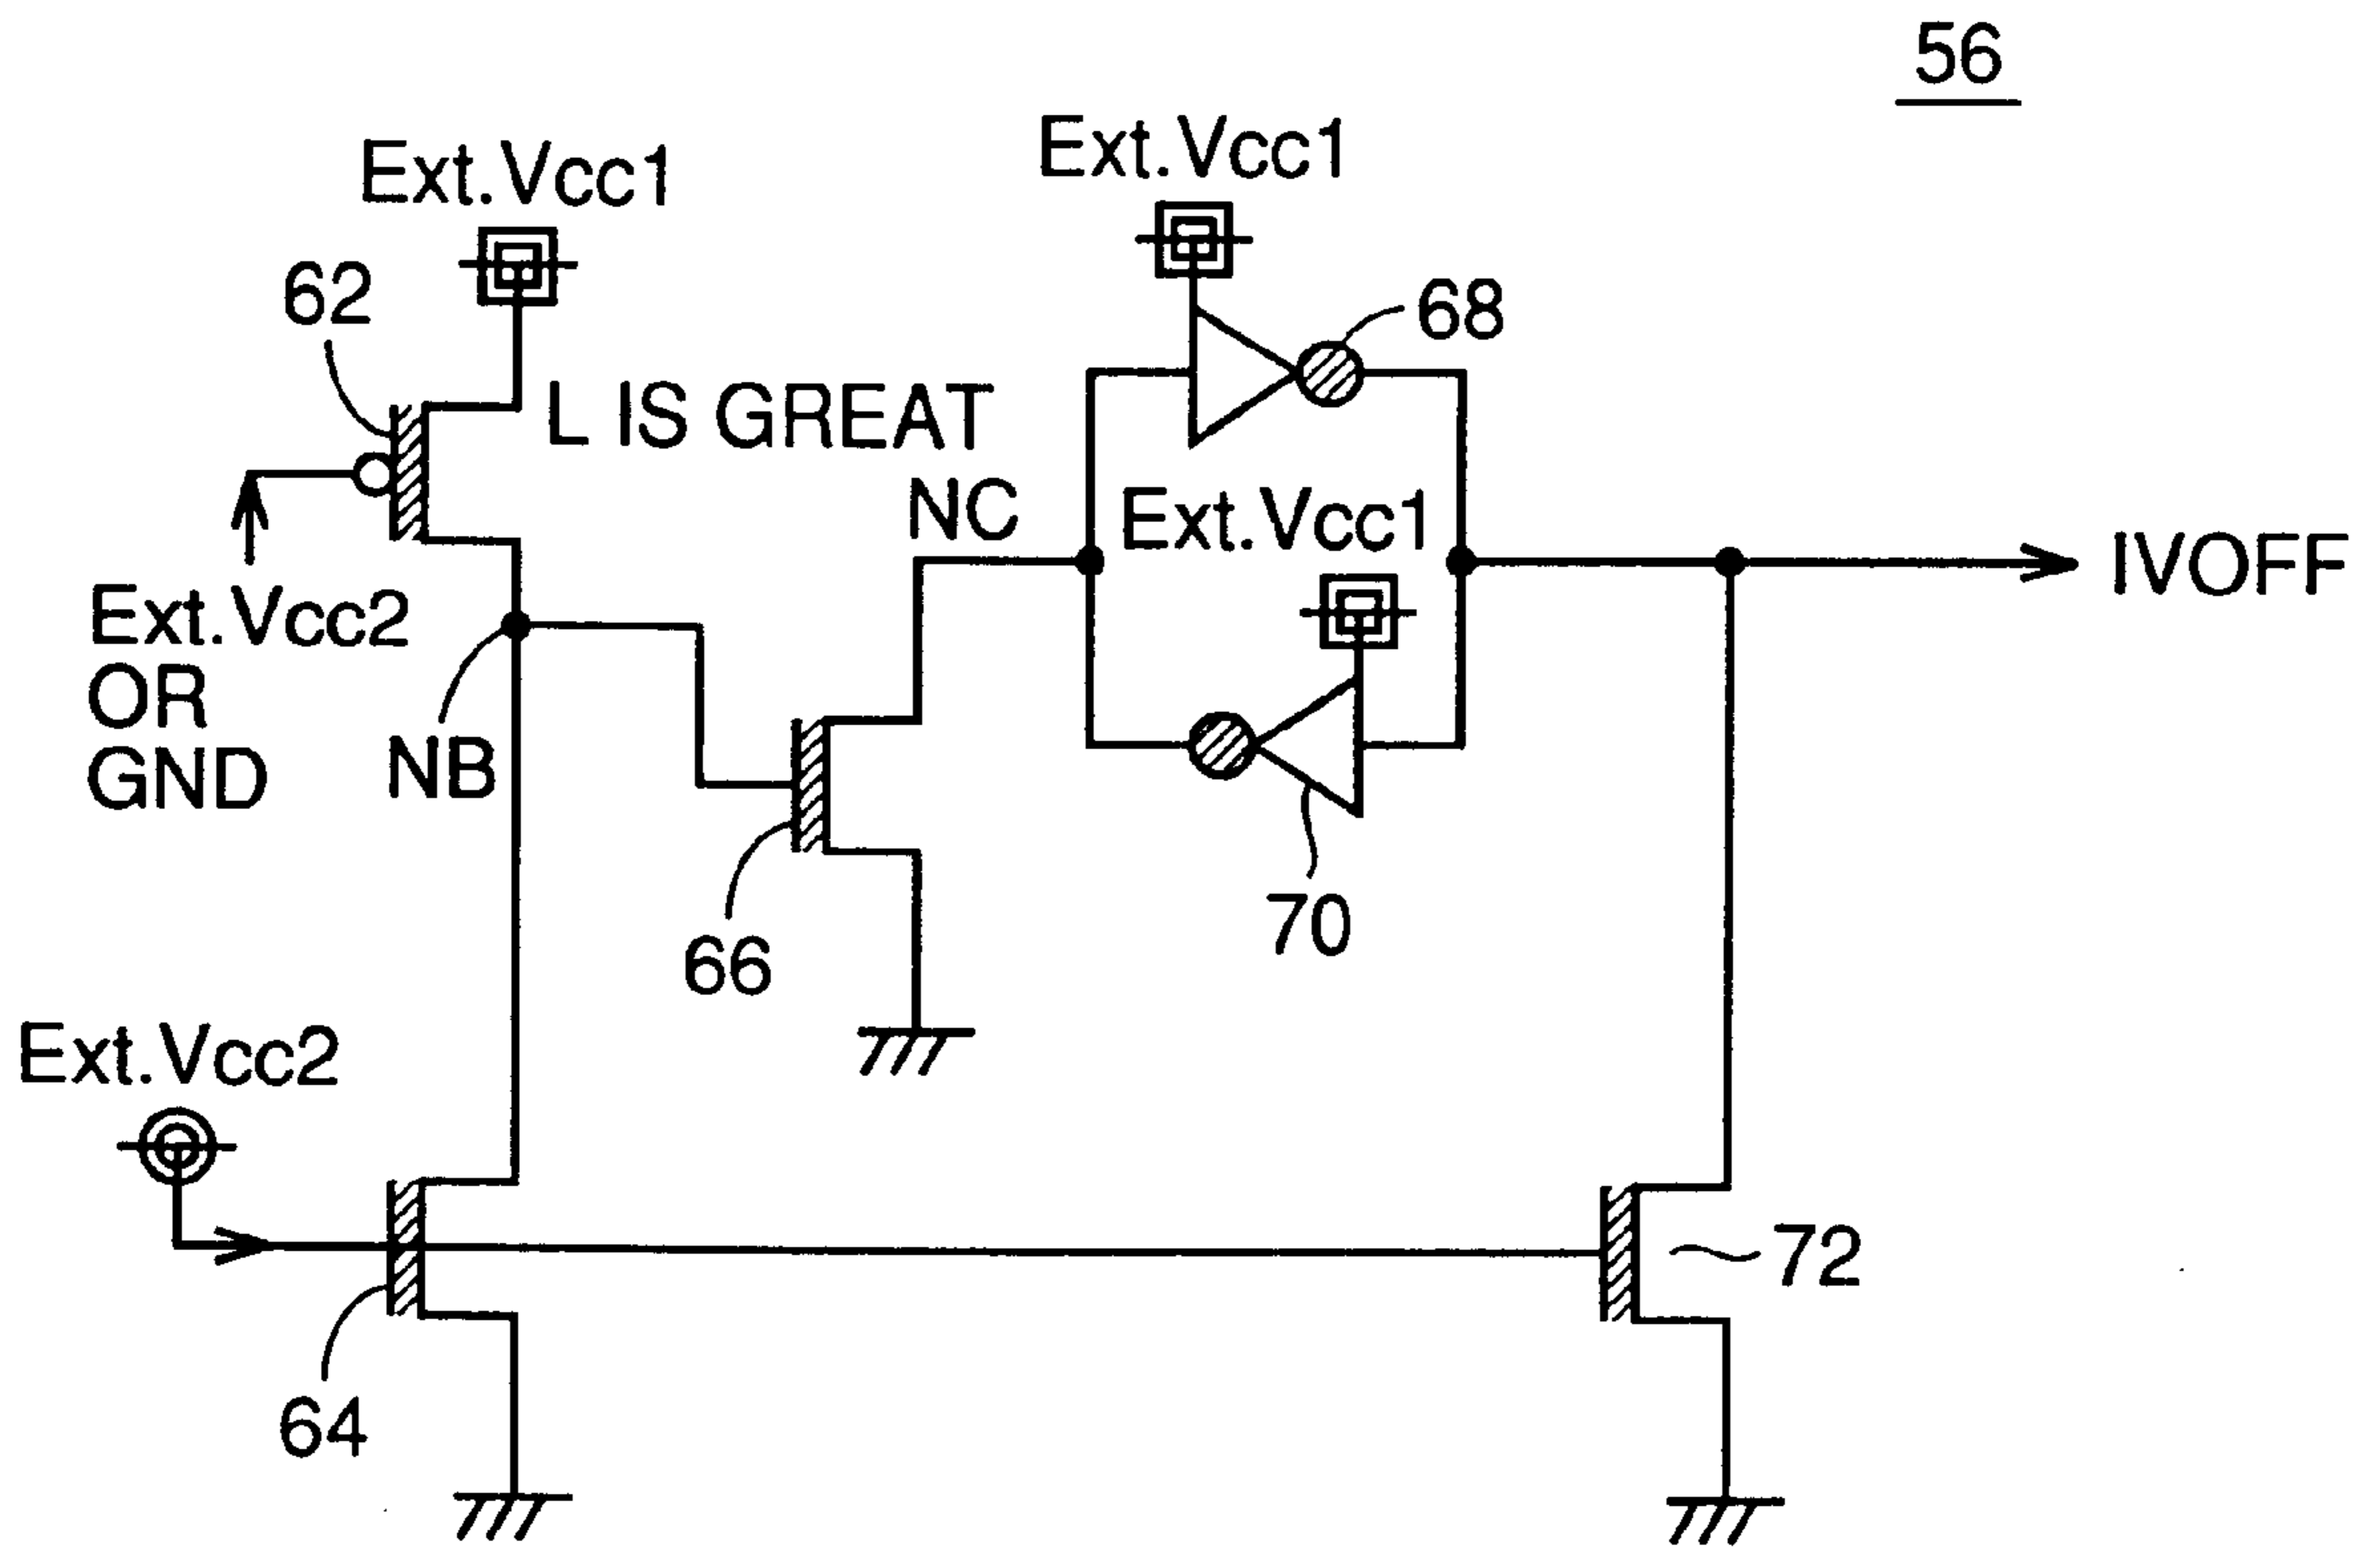 56
Ext.Vcc1
Ext.Vcc1
62
68
L IS GREAT
NC
Ext.Vcc1
IVOFF
Ext.Vcc2
OR
GND
NB
70
66
Ext.Vcc2
72
64